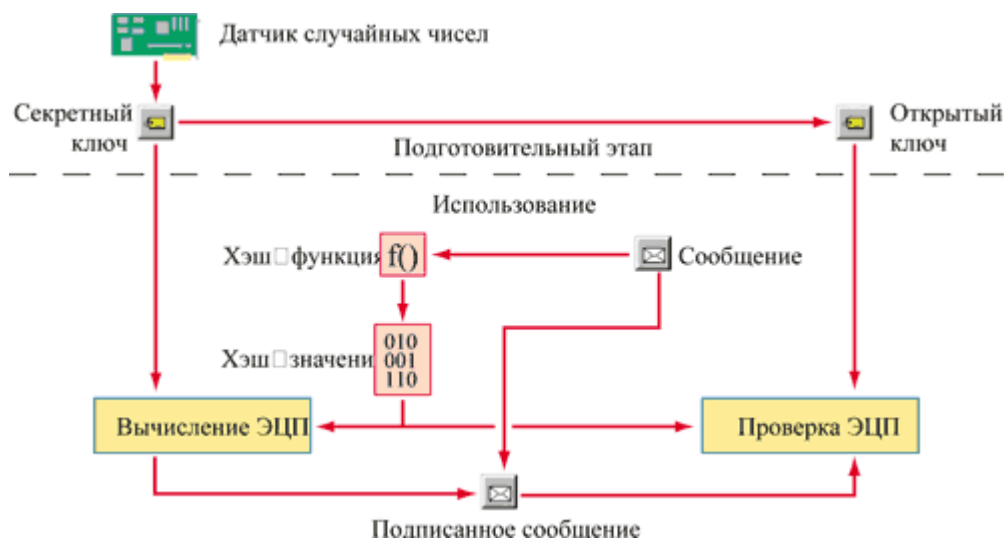 Датчик случайных чисел
Секретный
ключ
Открытый
ключ
Подготовительный этап
Использование
Хэш□функция
f()
Сообщение
Хэш□значени
010
001
110
Вычисление ЭЦП
Проверка ЭЦП
Подписанное сообщение